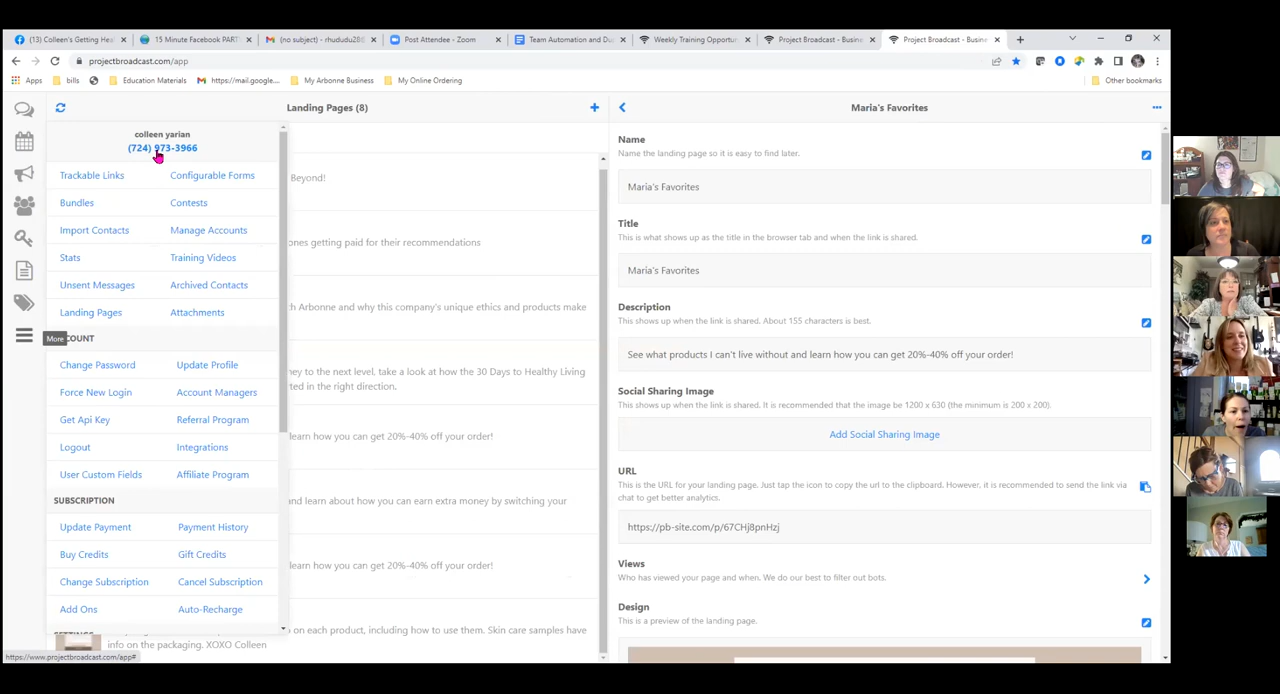 (13) Colleen's Getting Hea
15 Minute Facebook PART
(no subject) - rhududu28@
Post Attendee - Zoom
Team Automation and Du
Weekly Training Opportun
Project Broadcast - Busine
Project Broadcast - Busine
projectbroadcast.com/app
Apps
bills
Education Materials
https://mail.google...
My Arbonne Business
My Online Ordering
Other bookmarks
Landing Pages (8)
Maria's Favorites
colleen yarian
(724) 973-3966
Trackable Links
Configurable Forms
Bundles
Contests
Import Contacts
Manage Accounts
Stats
Training Videos
Unsent Messages
Archived Contacts
Landing Pages
Attachments
More
COUNT
Change Password
Update Profile
Force New Login
Account Managers
Get Api Key
Referral Program
Logout
Integrations
User Custom Fields
Affiliate Program
SUBSCRIPTION
Update Payment
Payment History
Buy Credits
Gift Credits
Change Subscription
Cancel Subscription
Add Ons
Auto-Recharge
SETTINGS
https://www.projectbroadcast.com/app#
Beyond!
ones getting paid for their recommendations
h Arbonne and why this company's unique ethics and products make
ney to the next level, take a look at how the 30 Days to Healthy Living
rted in the right direction.
learn how you can get 20%-40% off your order!
and learn about how you can earn extra money by switching your
learn how you can get 20%-40% off your order!
on each product, including how to use them. Skin care samples have
info on the packaging. XOXO Colleen
Name
Name the landing page so it is easy to find later.
Maria's Favorites
Title
This is what shows up as the title in the browser tab and when the link is shared.
Maria's Favorites
Description
This shows up when the link is shared. About 155 characters is best.
See what products I can't live without and learn how you can get 20%-40% off your order!
Social Sharing Image
This shows up when the link is shared. It is recommended that the image be 1200 x 630 (the minimum is 200 x 200).
Add Social Sharing Image
URL
This is the URL for your landing page. Just tap the icon to copy the url to the clipboard. However, it is recommended to send the link via
chat to get better analytics.
https://pb-site.com/p/67CHj8pnHzj
Views
Who has viewed your page and when. We do our best to filter out bots.
Design
This is a preview of the landing page.